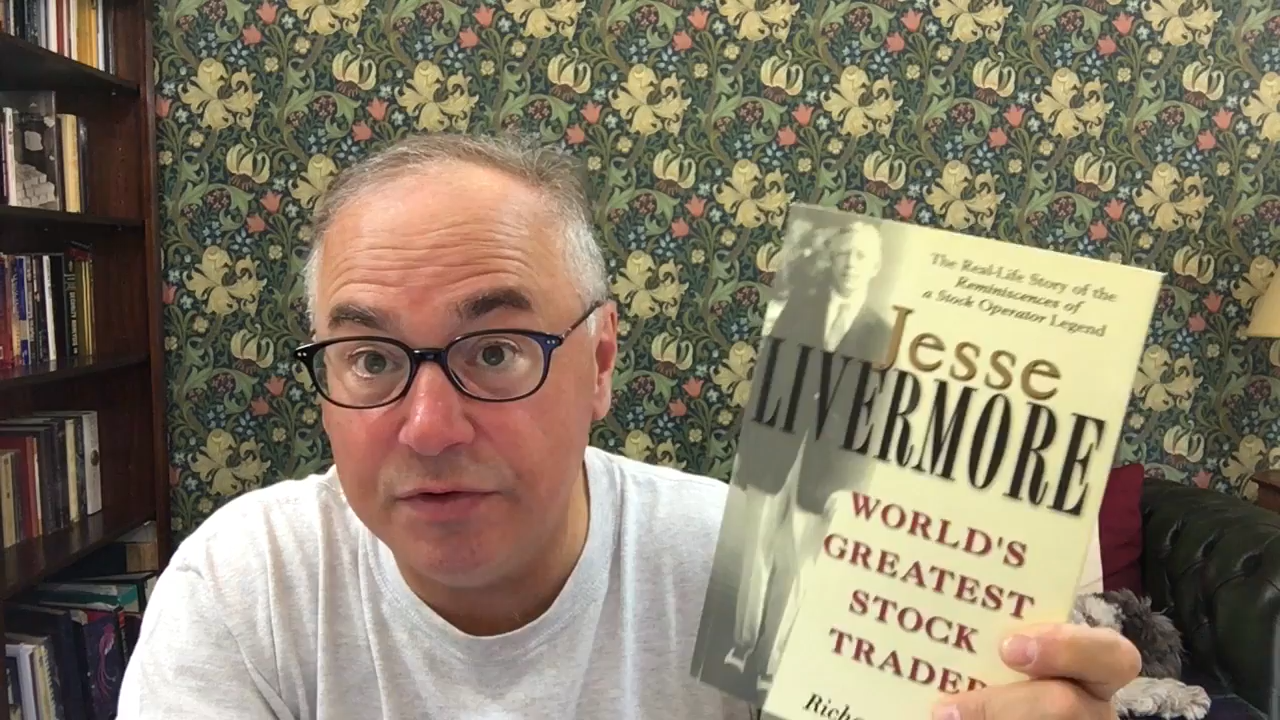 The Real-Life Story of the
Reminiscences of
a Stock Operator Legend
Jesse
LIVERMORE
WORLD'S
GREATEST
STOCK
TRADER